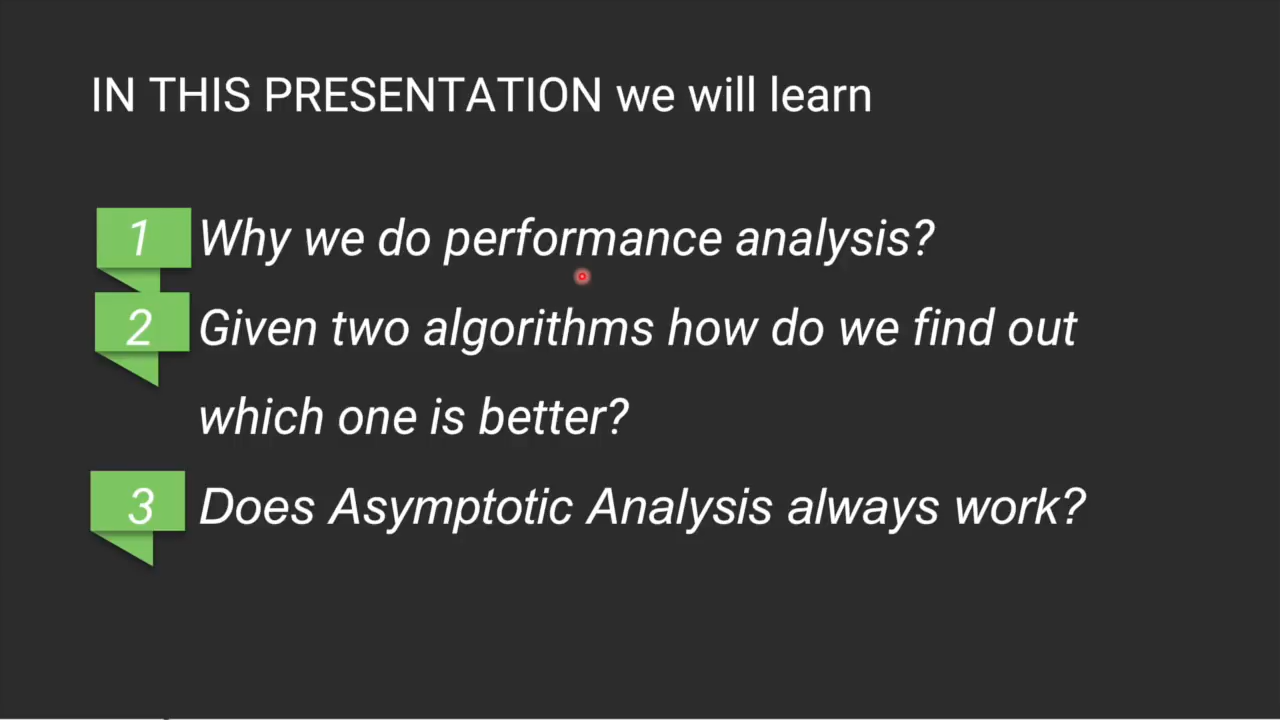 IN THIS PRESENTATION we will learn
1 Why we do performance analysis?
2 Given two algorithms how do we find out
which one is better?
3 Does Asymptotic Analysis always work?